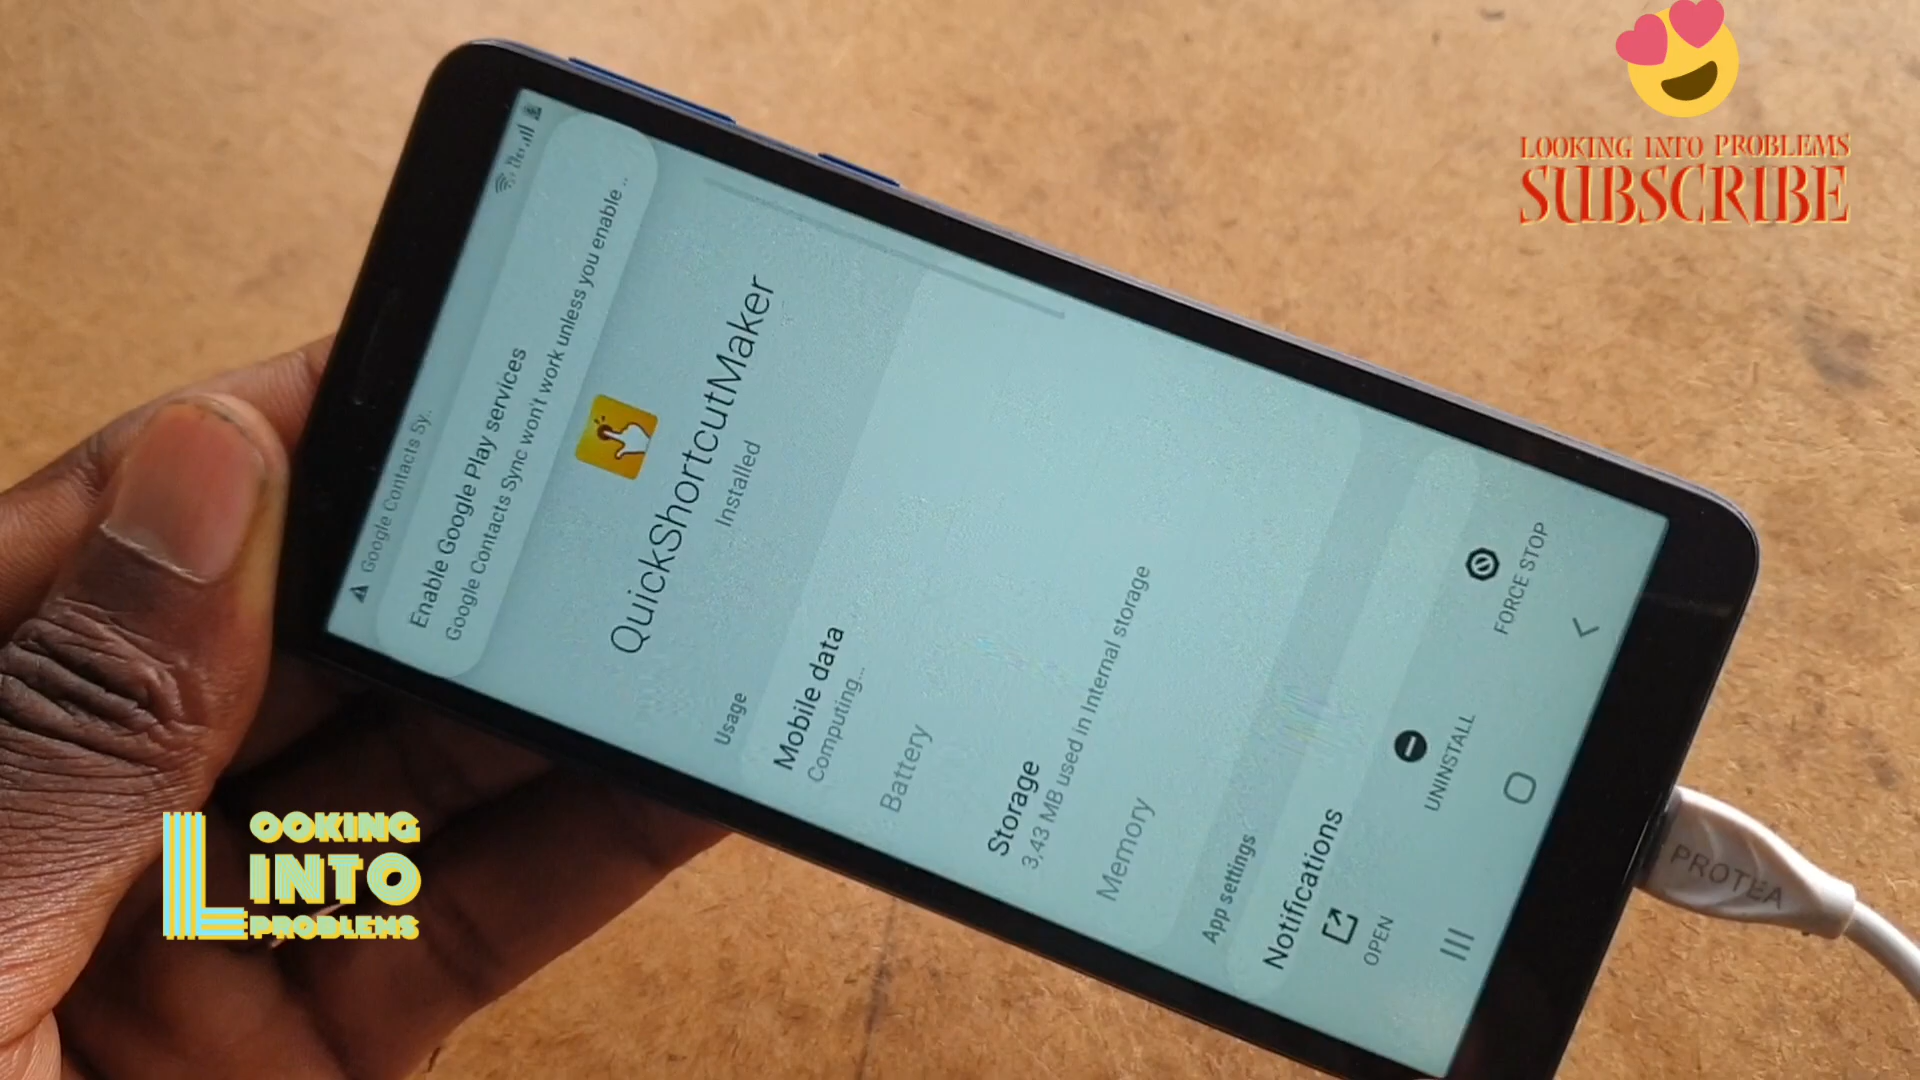 LOOKING INTO PROBLEMS
SUBSCRIBE
Google Contacts Sy..
Enable Google Play services
Google Contacts Sync won't work unless you enable ..
QuickShortcutMaker
Installed
Usage
Mobile data
Computing...
Battery
Storage
3.43 MB used in Internal storage
Memory
App settings
Notifications
OPEN
UNINSTALL
FORCE STOP
PROTEA
LOOKING
INTO
PROBLEMS